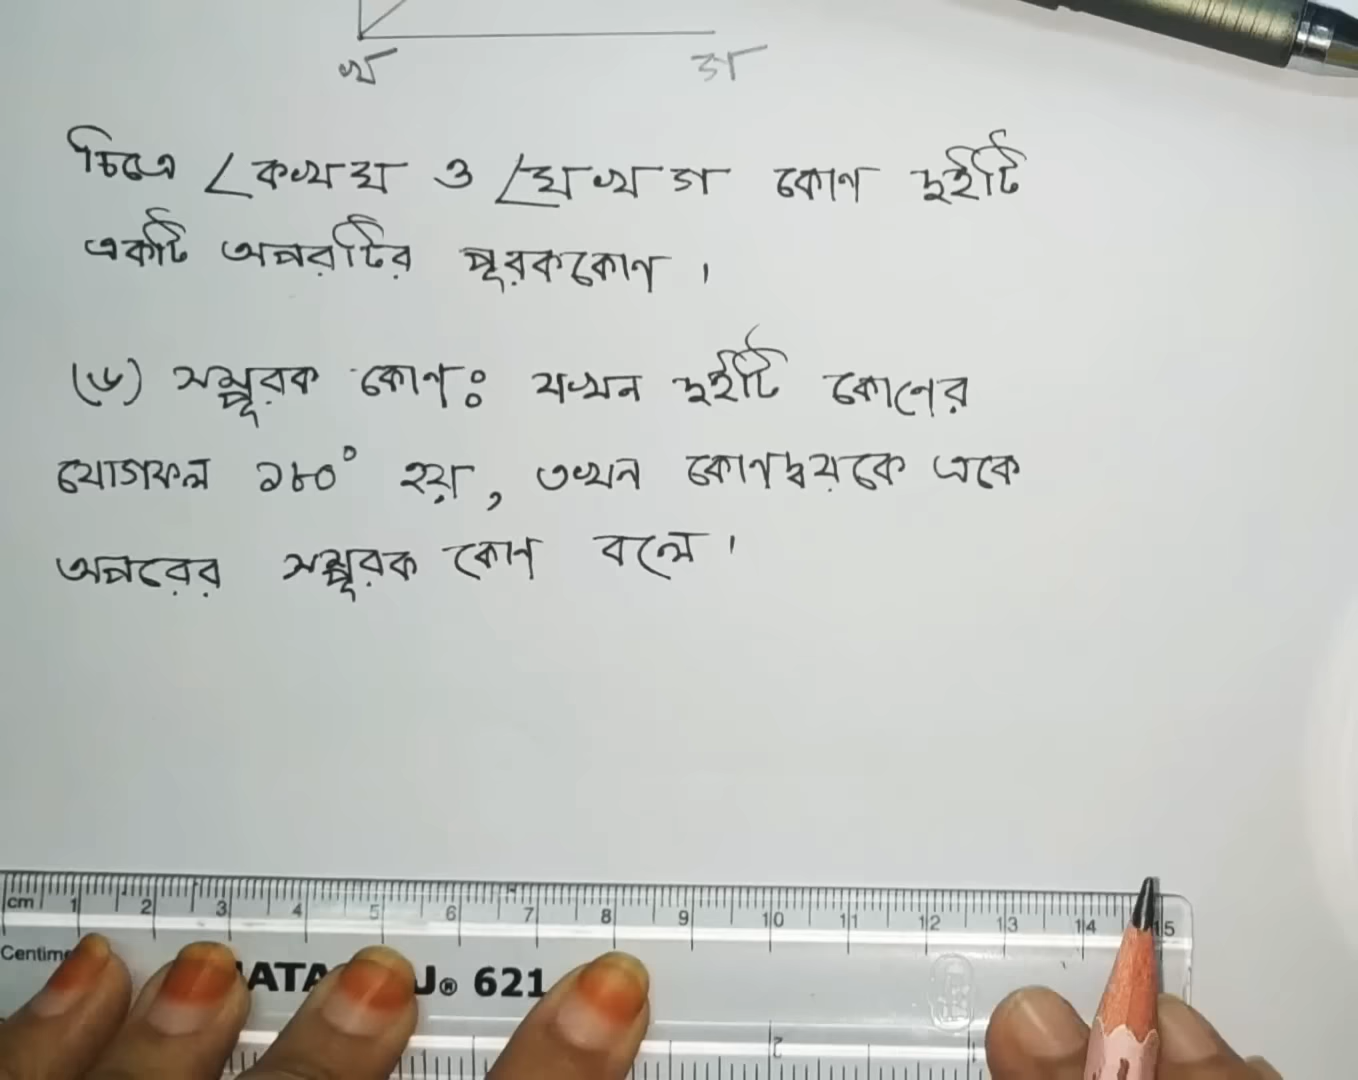 খ গ
চিত্রে ∠কখঘ ও ∠ঘখগ কোণ দুইটি
একটি অপরটির পূরককোণ ।
(৬) সম্পূরক কোণঃ যখন দুইটি কোণের
যোগফল ১৮০° হয়, তখন কোণদ্বয়কে একে
অপরের সম্পূরক কোণ বলে ।
cm 1 2 3 4 5 6 7 8 9 10 11 12 13 14 15
621
2